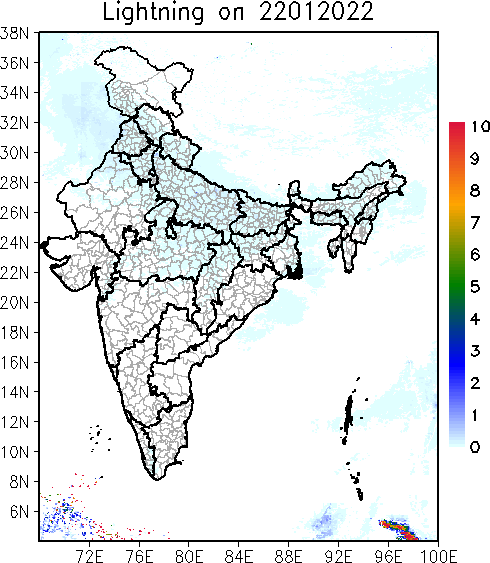 Lightning on 22012022
38N
36N
34N
32N
30N
28N
26N
24N
22N
20N
18N
16N
14N
12N
10N
8N
6N
72E 76E 80E 84E 88E 92E 96E 100E
10
9
8
7
6
5
4
3
2
1
0